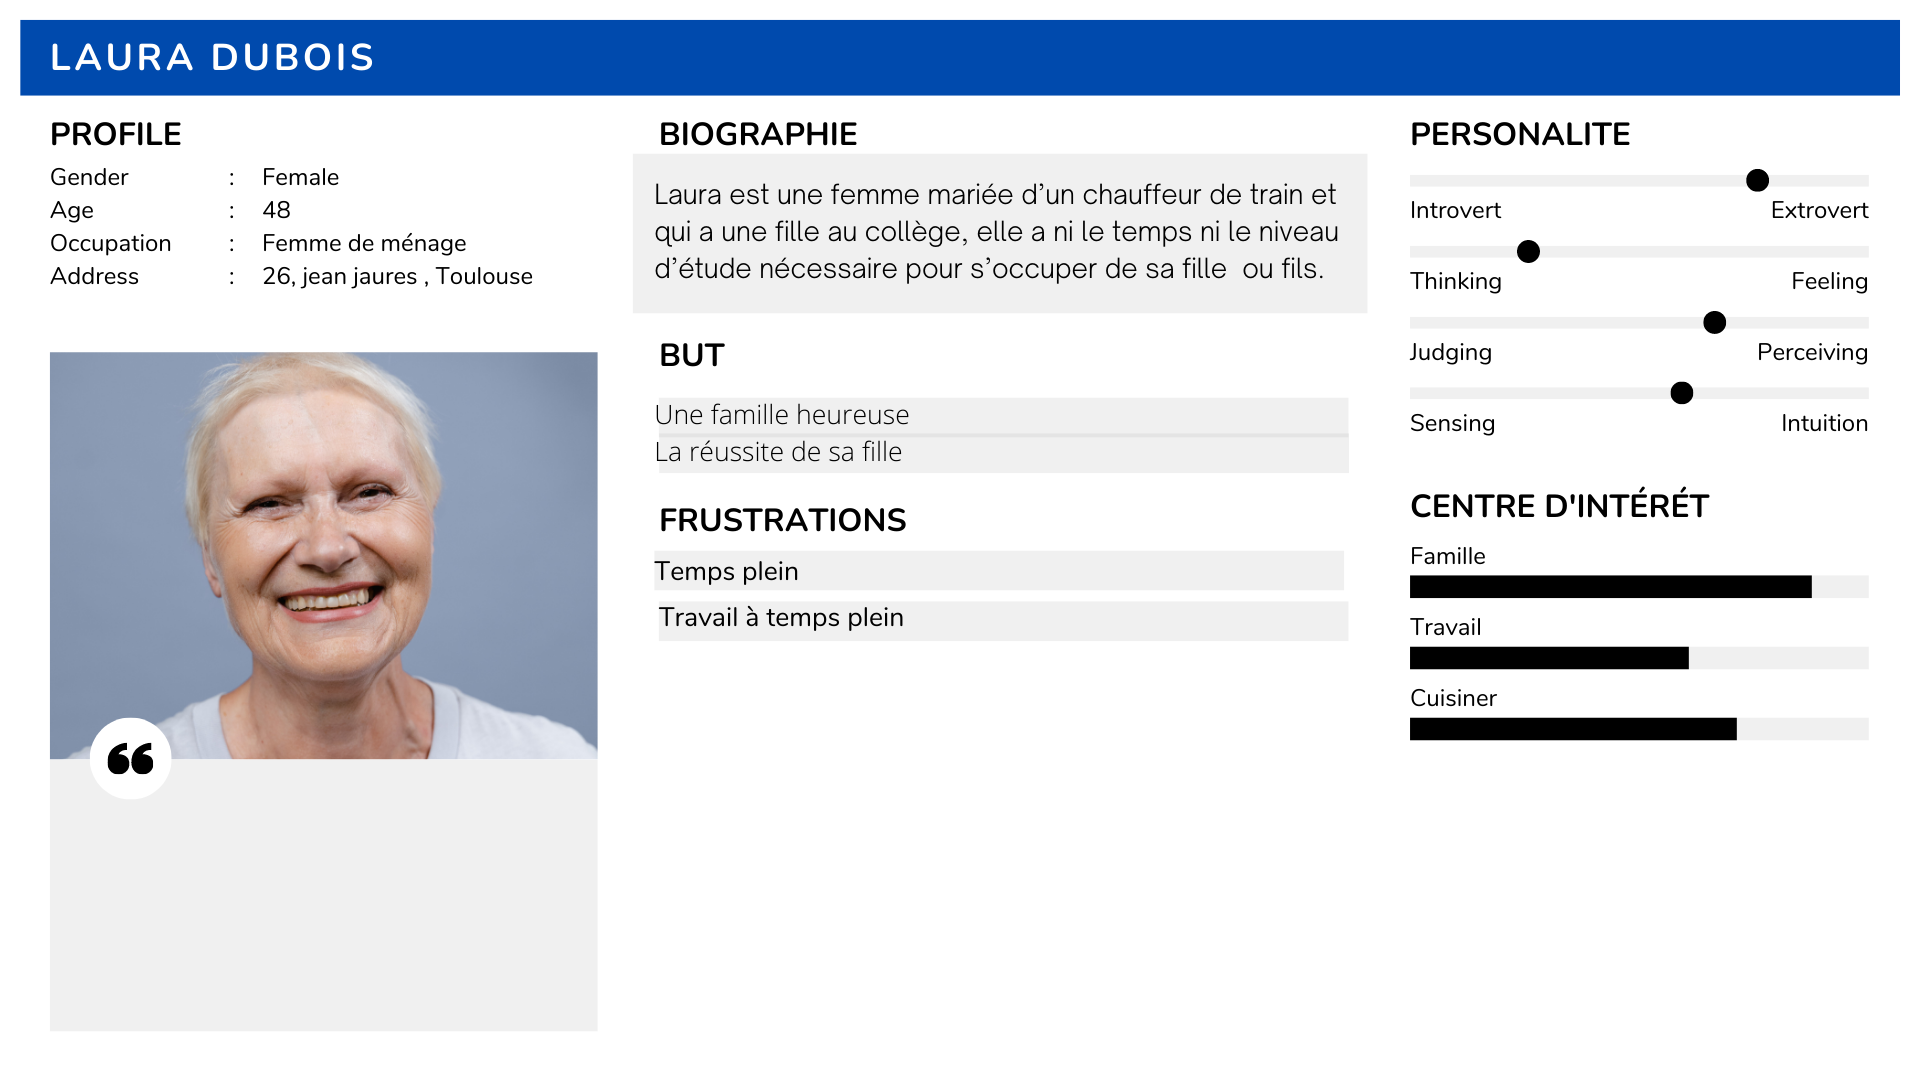 LAURA DUBOIS
PROFILE
Gender : Female
Age : 48
Occupation : Femme de ménage
Address : 26, jean jaures , Toulouse
“
BIOGRAPHIE
Laura est une femme mariée d’un chauffeur de train et
qui a une fille au collège, elle a ni le temps ni le niveau
d’étude nécessaire pour s’occuper de sa fille  ou fils.
BUT
Une famille heureuse
La réussite de sa fille
FRUSTRATIONS
Temps plein
Travail à temps plein
PERSONALITE
Introvert Extrovert
Thinking Feeling
Judging Perceiving
Sensing Intuition
CENTRE D'INTÉRÉT
Famille
Travail
Cuisiner